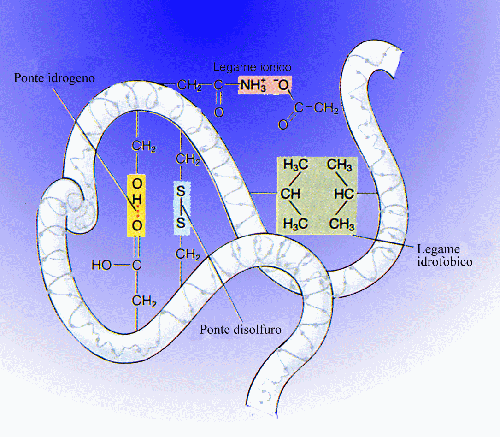 Legame ionico
Ponte idrogeno
CH2 C NH3+ -O
O
C CH2
O
CH2
CH2
H3C CH3
CH HC
H3C CH3
O
H
O
S
S
HO C
CH2
CH2
Legame
idrofobico
Ponte disolfuro